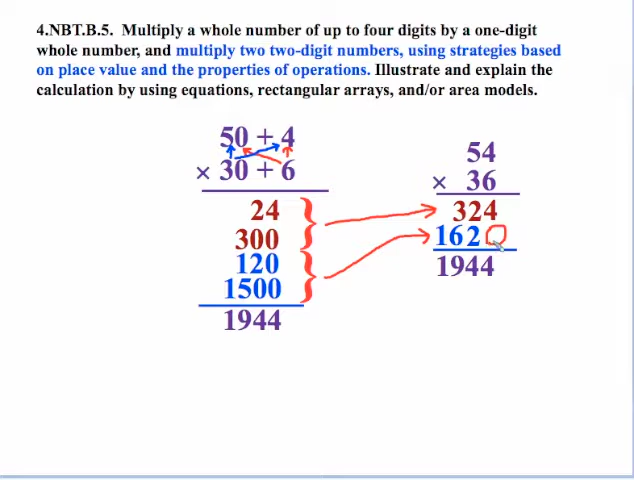 4.NBT.B.5. Multiply a whole number of up to four digits by a one-digit
whole number, and multiply two two-digit numbers, using strategies based
on place value and the properties of operations. Illustrate and explain the
calculation by using equations, rectangular arrays, and/or area models.
50 + 4
× 30 + 6
24
300
120
1500
1944
54
× 36
324
162
1944